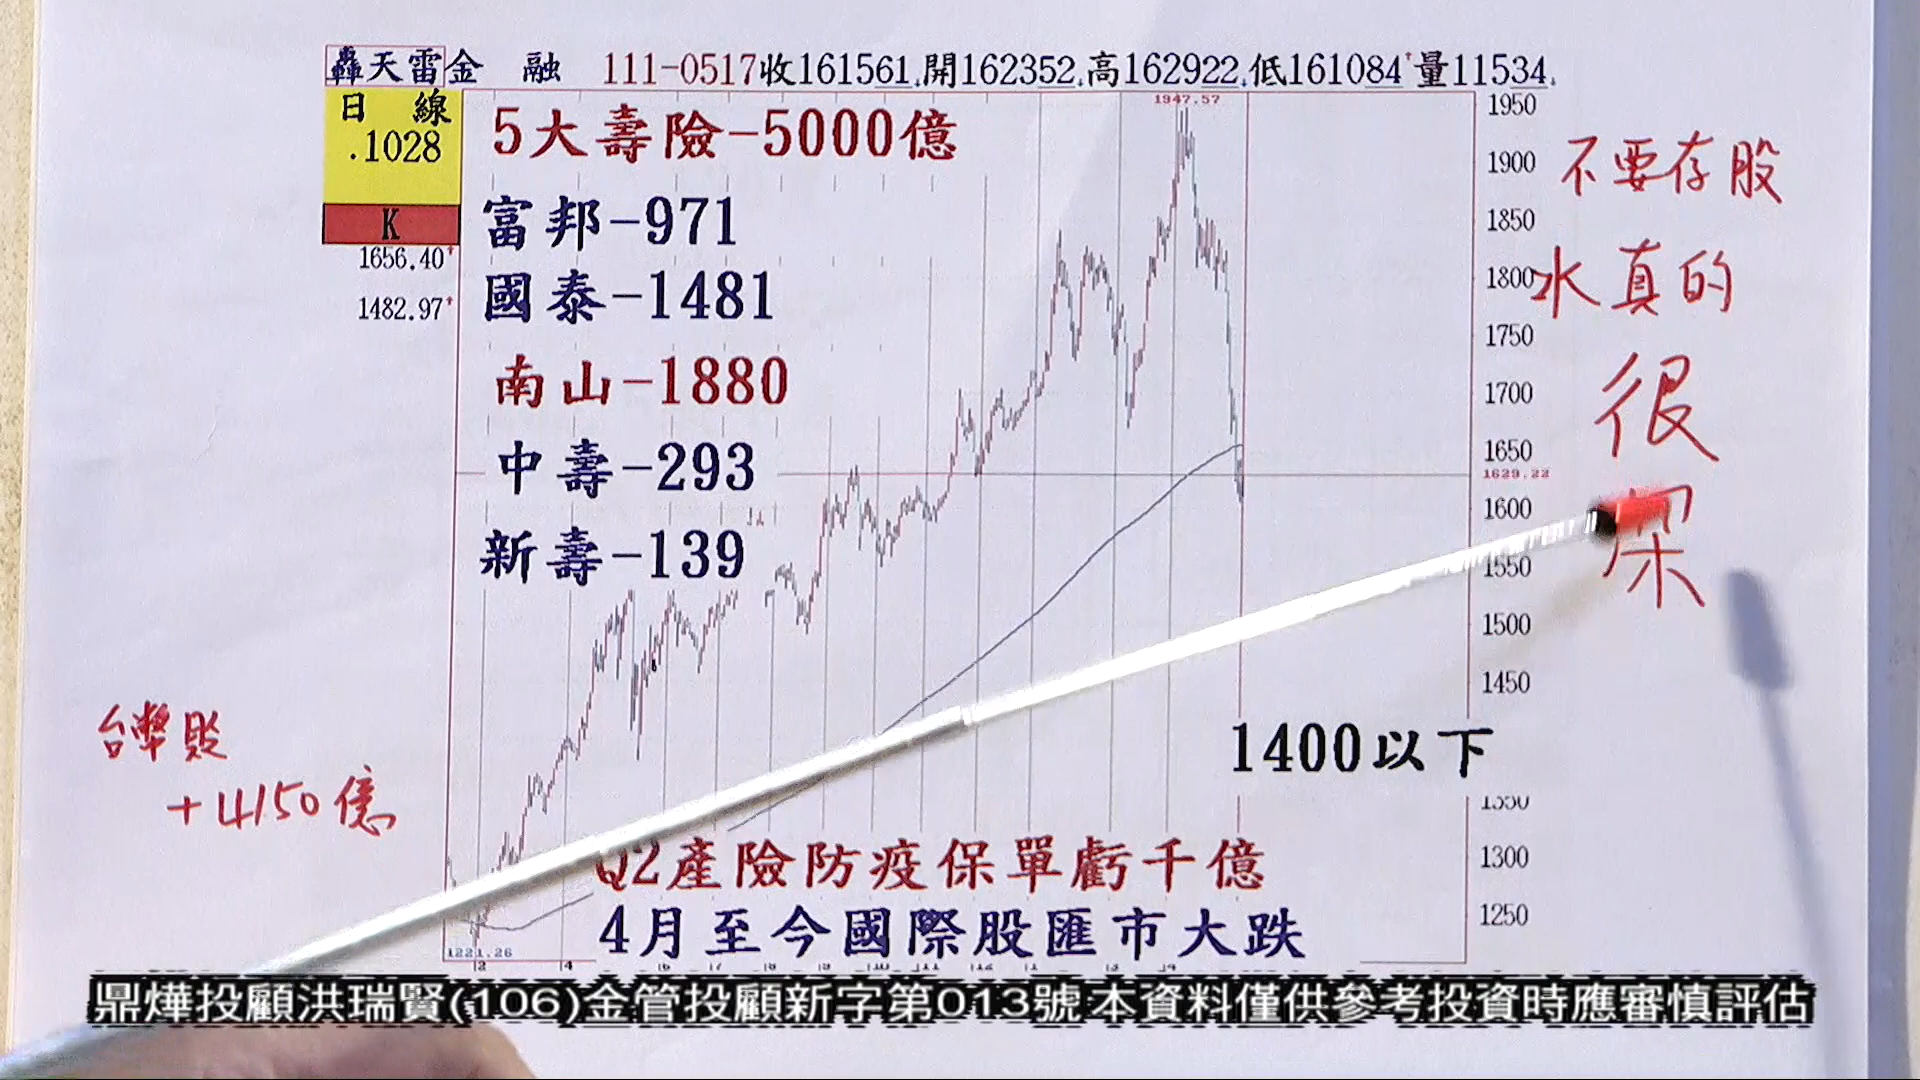 轟天雷金 融 111-0517收161561開162352高162922低161084量11534
日 線
.1028
K
1656.40
1482.97
1947.57
5大壽險-5000億
富邦-971
國泰-1481
南山-1880
中壽-293
新壽-139
1950
1900
1850
1800
1750
1700
1650
1629.22
1600
1550
1500
1450
1400以下
1350
1300
1250
不要存股
水真的
很
深
台幣貶
+4150億
Q2產險防疫保單虧千億
4月至今國際股匯市大跌
1221.26
鼎燁投顧洪瑞賢(106)金管投顧新字第013號本資料僅供參考投資時應審慎評估